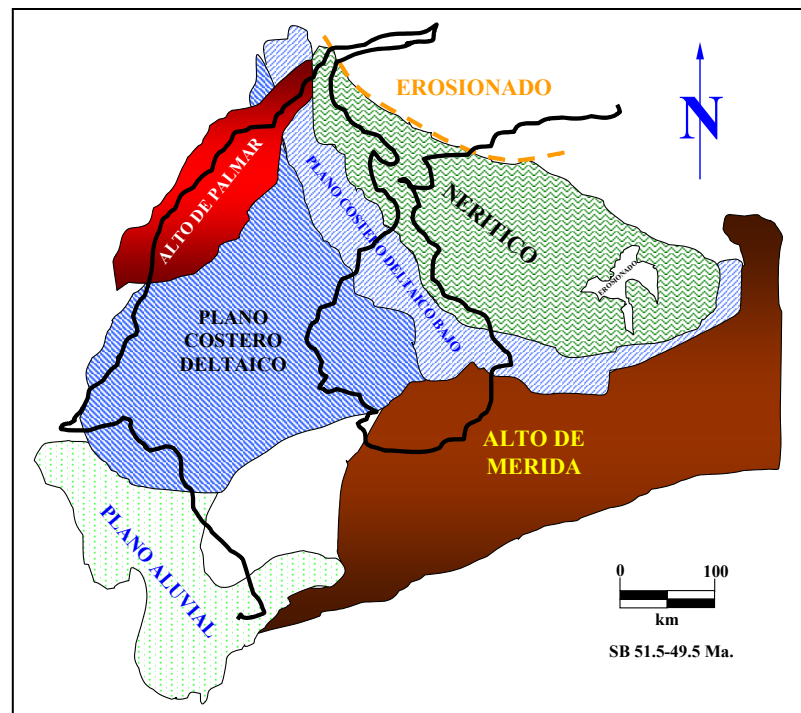 EROSIONADO
N
ALTO DE PALMAR
PLANO COSTERO DELTAICO BAJO
NERITICO
EROSIONADO
PLANO
COSTERO
DELTAICO
ALTO DE
MERIDA
PLANO ALUVIAL
0 100
km
SB 51.5-49.5 Ma.